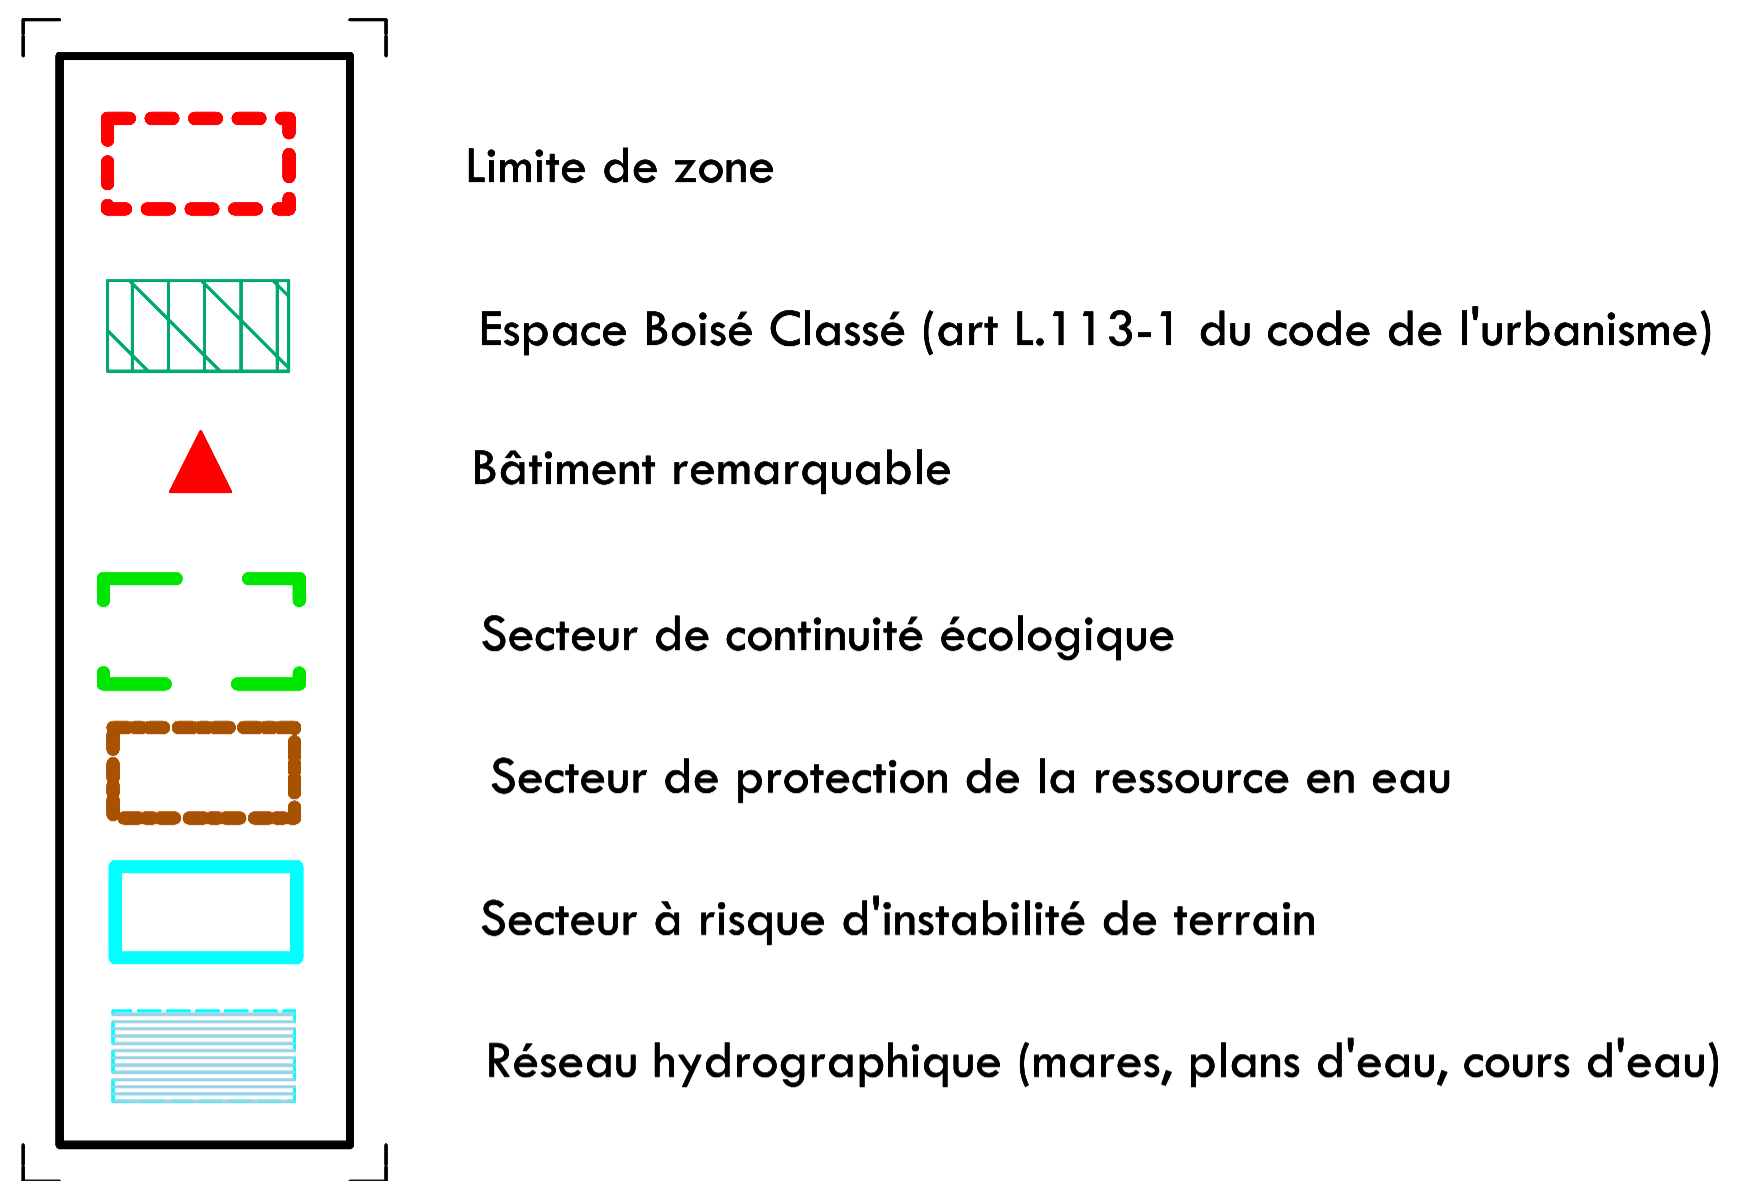 Limite de zone
Espace Boisé Classé (art L.113-1 du code de l'urbanisme)
Bâtiment remarquable
Secteur de continuité écologique
Secteur de protection de la ressource en eau
Secteur à risque d'instabilité de terrain
Réseau hydrographique (mares, plans d'eau, cours d'eau)